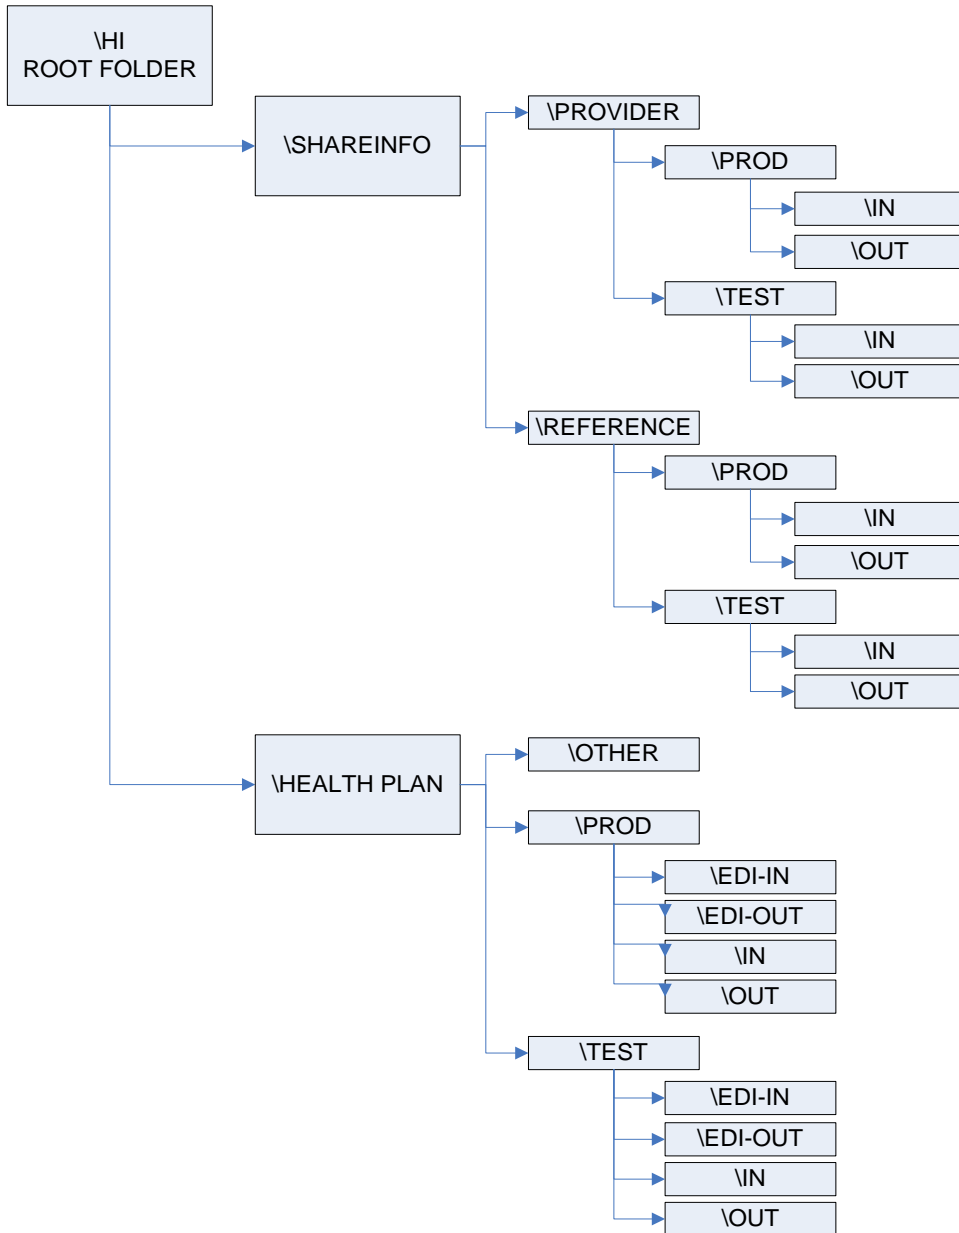 \HI
ROOT FOLDER
\SHAREINFO
\PROVIDER
\PROD
\IN
\OUT
\TEST
\IN
\OUT
\REFERENCE
\PROD
\IN
\OUT
\TEST
\IN
\OUT
\HEALTH PLAN
\OTHER
\PROD
\EDI-IN
\EDI-OUT
\IN
\OUT
\TEST
\EDI-IN
\EDI-OUT
\IN
\OUT